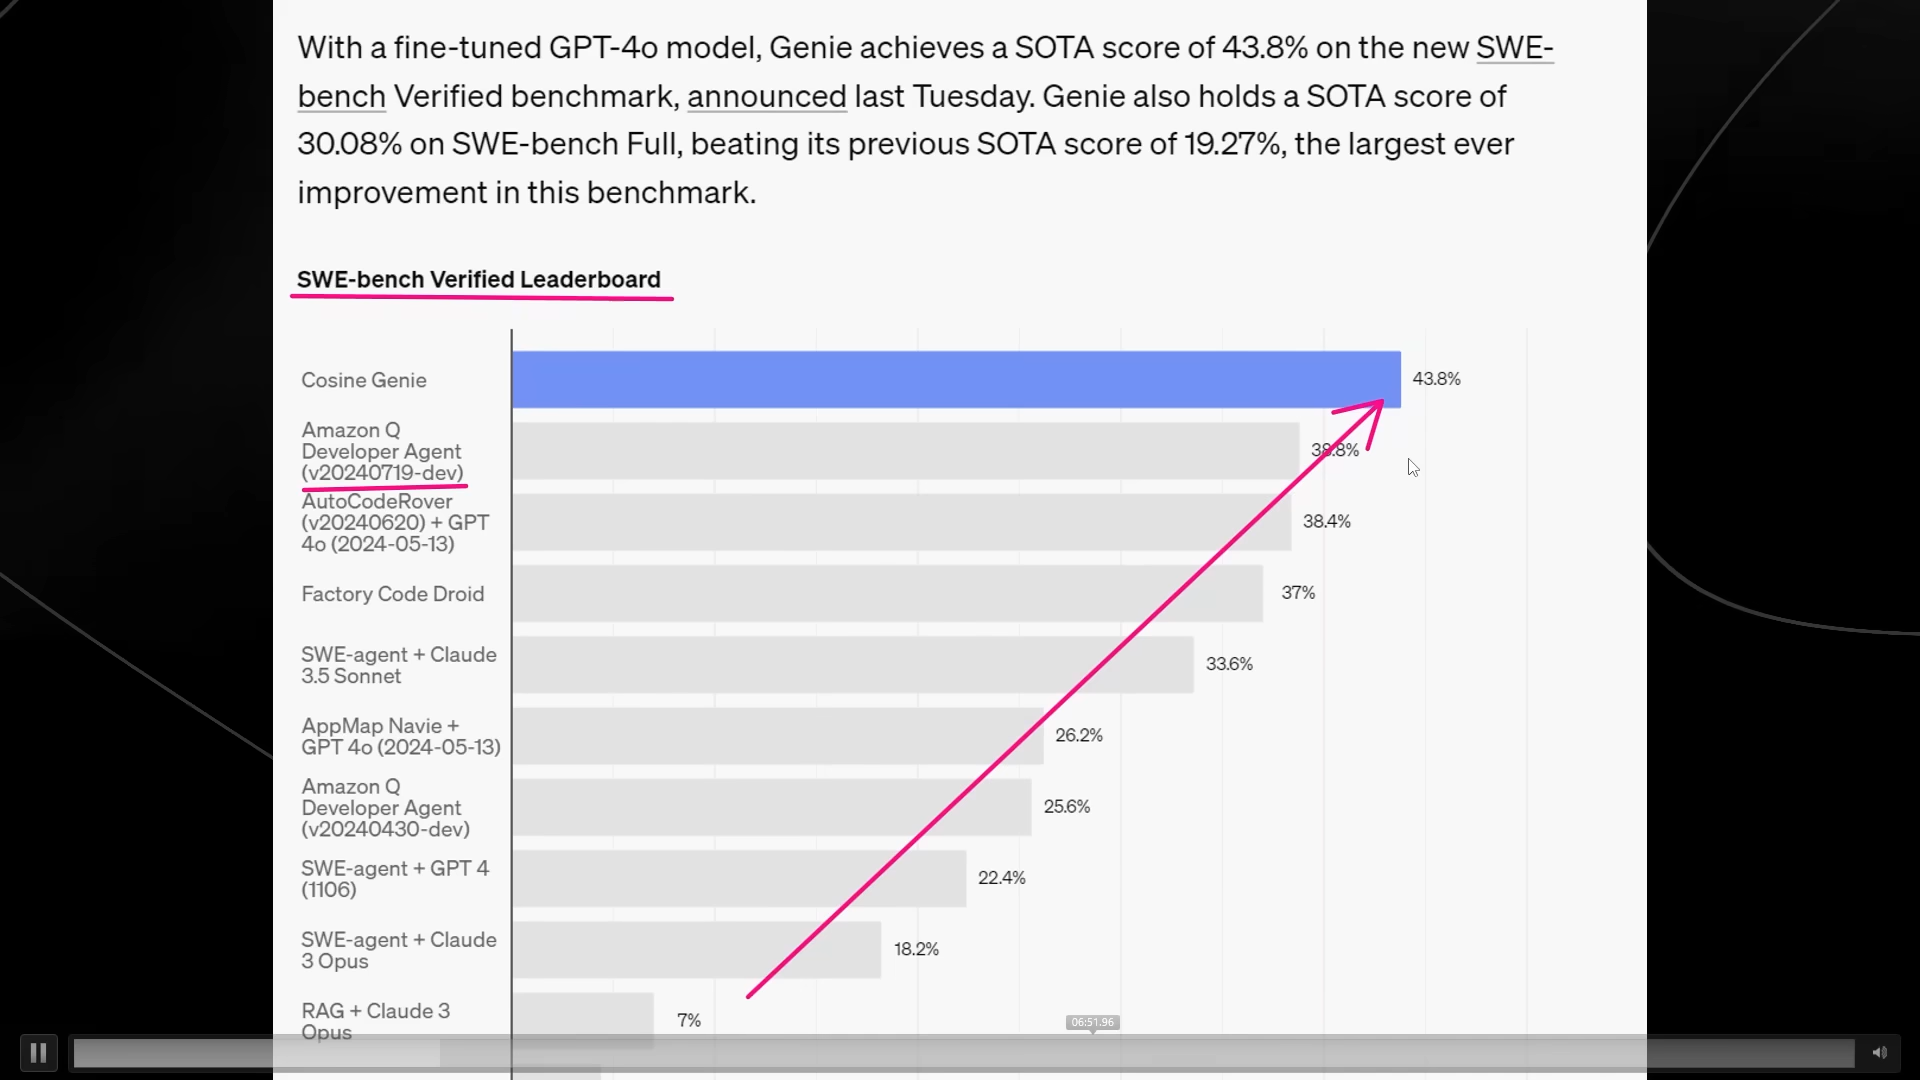 With a fine-tuned GPT-4o model, Genie achieves a SOTA score of 43.8% on the new SWE-
bench Verified benchmark, announced last Tuesday. Genie also holds a SOTA score of
30.08% on SWE-bench Full, beating its previous SOTA score of 19.27%, the largest ever
improvement in this benchmark.
SWE-bench Verified Leaderboard
Cosine Genie
43.8%
Amazon Q
Developer Agent
(v20240719-dev)
38.8%
AutoCodeRover
(v20240620) + GPT
4o (2024-05-13)
38.4%
Factory Code Droid
37%
SWE-agent + Claude
3.5 Sonnet
33.6%
AppMap Navie +
GPT 4o (2024-05-13)
26.2%
Amazon Q
Developer Agent
(v20240430-dev)
25.6%
SWE-agent + GPT 4
(1106)
22.4%
SWE-agent + Claude
3 Opus
18.2%
RAG + Claude 3
Opus
7%
06:51.96